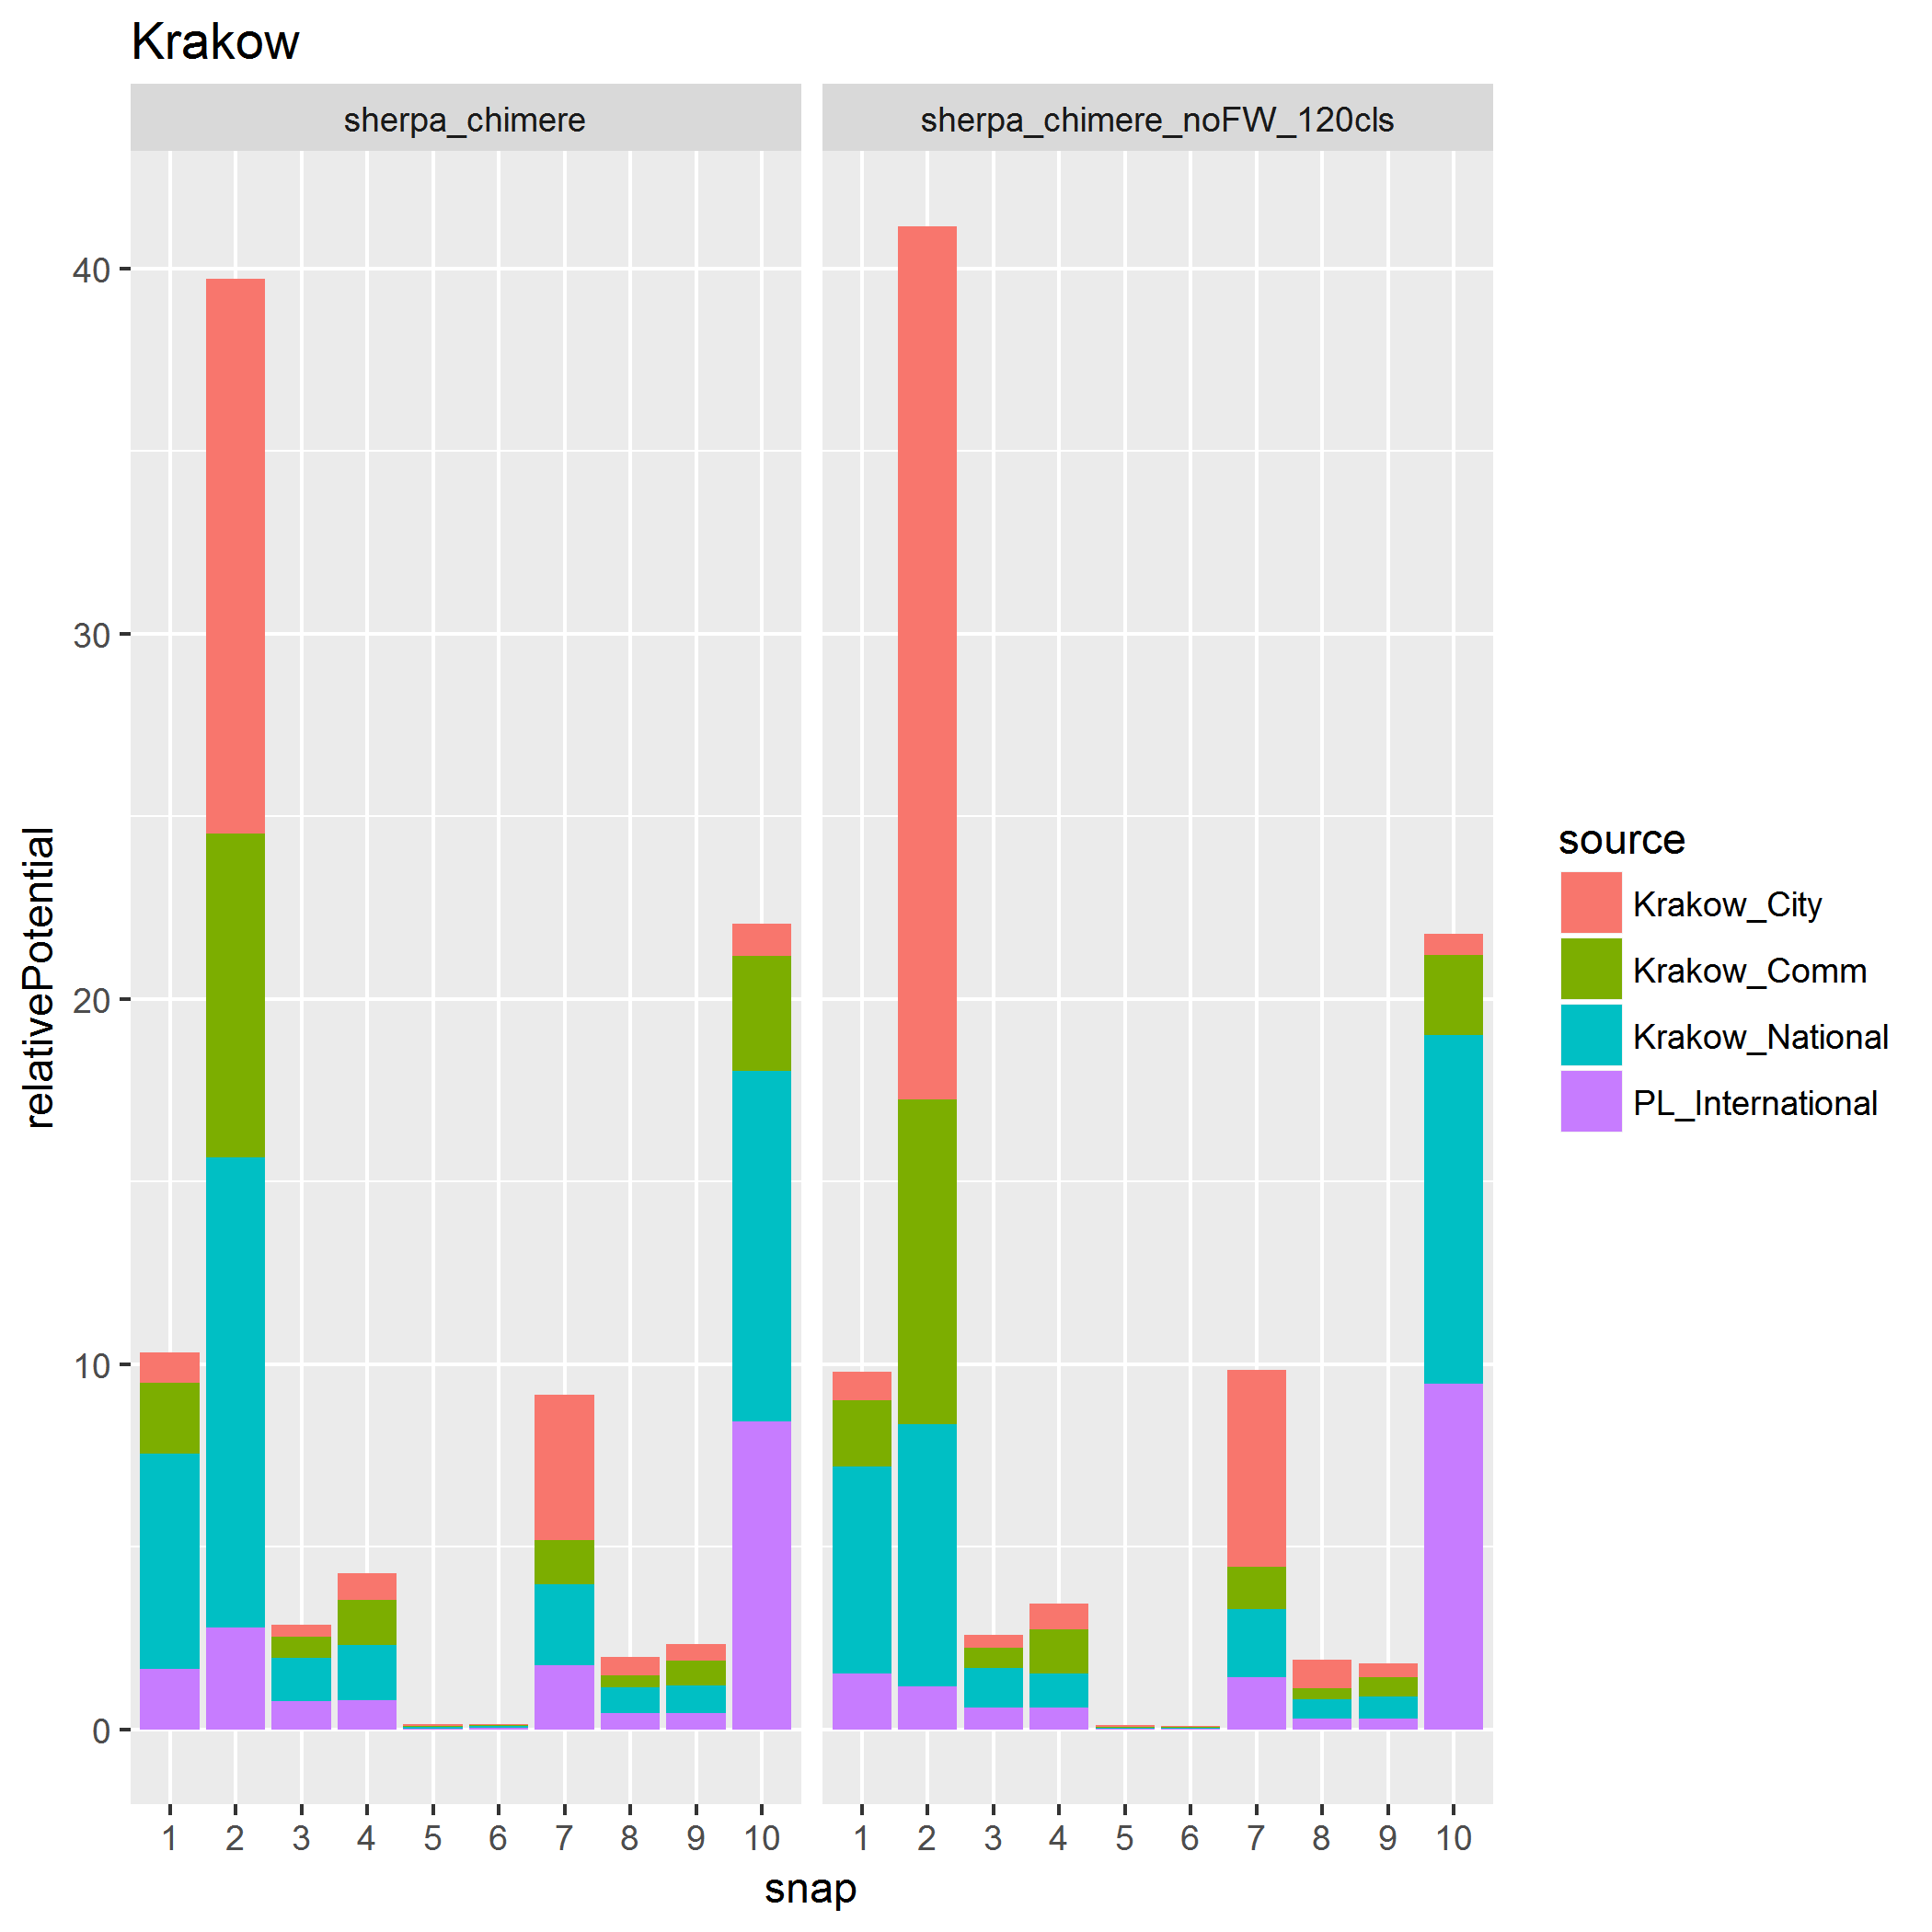 Krakow
sherpa_chimere
sherpa_chimere_noFW_120cls
relativePotential
40
30
20
10
0
1 2 3 4 5 6 7 8 9 10
1 2 3 4 5 6 7 8 9 10
snap
source
Krakow_City
Krakow_Comm
Krakow_National
PL_International